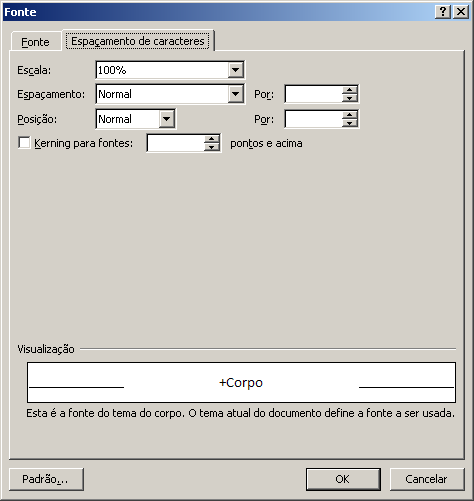 Fonte
Fonte
Espaçamento de caracteres
Escala: 100%
Espaçamento: Normal Por:
Posição: Normal Por:
Kerning para fontes: pontos e acima
Visualização
+Corpo
Esta é a fonte do tema do corpo. O tema atual do documento define a fonte a ser usada.
Padrão... OK Cancelar